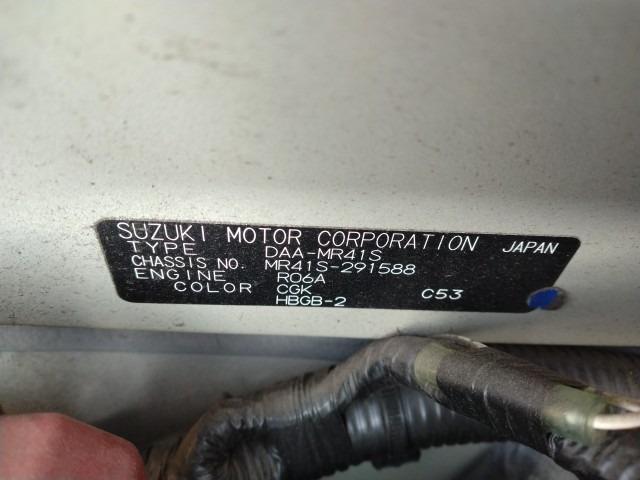 SUZUKI MOTOR CORPORATION JAPAN
TYPE DAA-MR41S
CHASSIS NO. MR41S-291588
ENGINE R06A
COLOR CGK C53
HBGB-2